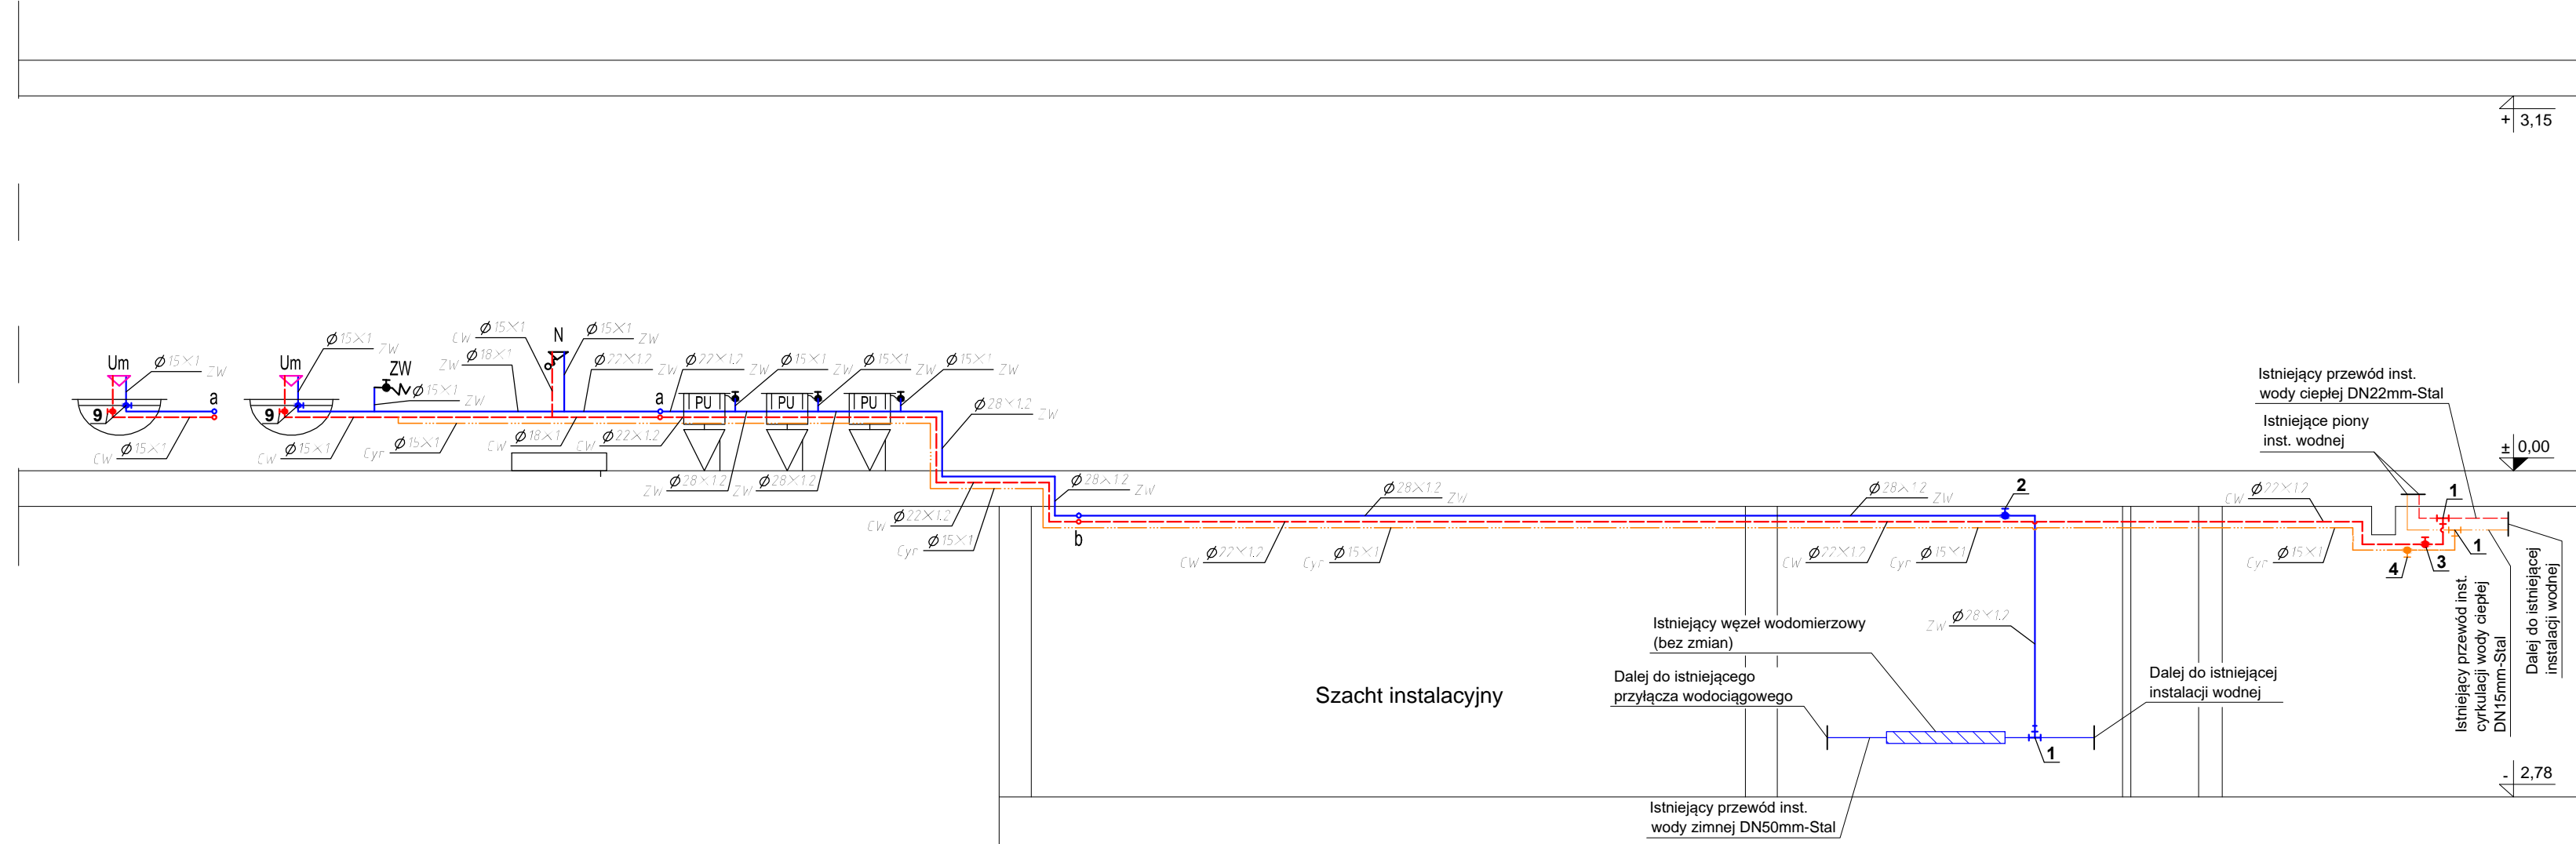 + 3,15
Um
Ø15×1
ZW
a
9
Ø15×1
CW
Um
Ø15×1
ZW
9
Ø15×1
CW
ZW
Ø15×1
ZW
Ø15×1
Cyr
Ø15×1
CW
Ø18×1
ZW
N
Ø15×1
ZW
Ø22×1.2
ZW
Ø18×1
CW
a
Ø22×1.2
ZW
Ø22×1.2
CW
PU
PU
PU
Ø15×1
ZW
Ø15×1
ZW
Ø15×1
ZW
Ø28×1.2
ZW
ZW
Ø28×1.2
ZW
Ø28×1.2
Ø28×1.2
ZW
CW
Ø22×1.2
Cyr
Ø15×1
b
Ø28×1.2
ZW
CW
Ø22×1.2
Cyr
Ø15×1
Ø28×1.2
ZW
2
CW
Ø22×1.2
Cyr
Ø15×1
CW
Ø22×1.2
Cyr
Ø15×1
Istniejący przewód inst.
wody ciepłej DN22mm-Stal
Istniejące piony
inst. wodnej
± 0,00
1
1
3
4
Istniejący przewód inst.
cyrkulacji wody ciepłej
DN15mm-Stal
Dalej do istniejącej
instalacji wodnej
ZW
Ø28×1.2
Istniejący węzeł wodomierzowy
(bez zmian)
Dalej do istniejącego
przyłącza wodociągowego
Szacht instalacyjny
Dalej do istniejącej
instalacji wodnej
1
- 2,78
Istniejący przewód inst.
wody zimnej DN50mm-Stal